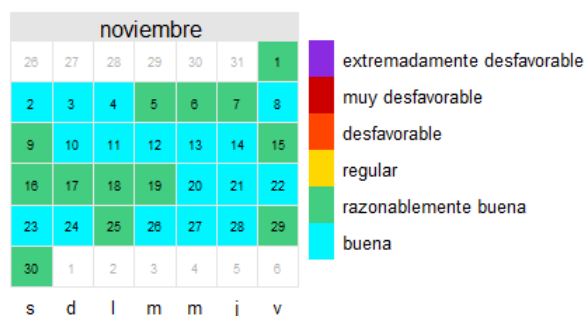 noviembre
26 27 28 29 30 31 1
2 3 4 5 6 7 8
9 10 11 12 13 14 15
16 17 18 19 20 21 22
23 24 25 26 27 28 29
30 1 2 3 4 5 6
s d l m m j v
extremadamente desfavorable
muy desfavorable
desfavorable
regular
razonablemente buena
buena